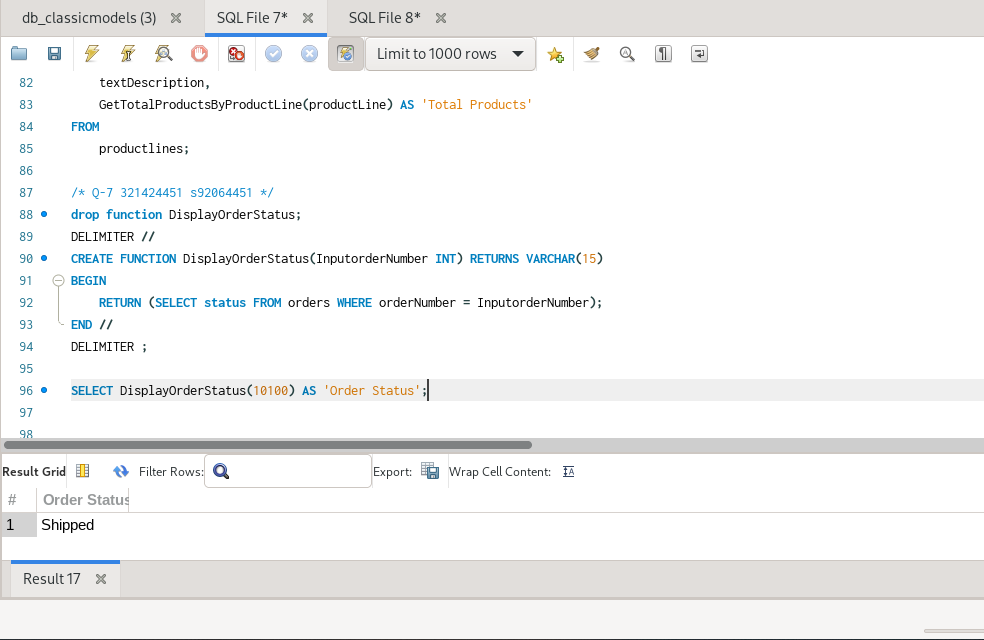 db_classicmodels (3) SQL File 7* SQL File 8*
Limit to 1000 rows
82 textDescription,
83 GetTotalProductsByProductLine(productLine) AS 'Total Products'
84 FROM
85 productlines;
86
87 /* Q-7 321424451 s92064451 */
88 drop function DisplayOrderStatus;
89 DELIMITER //
90 CREATE FUNCTION DisplayOrderStatus(InputorderNumber INT) RETURNS VARCHAR(15)
91 BEGIN
92 RETURN (SELECT status FROM orders WHERE orderNumber = InputorderNumber);
93 END //
94 DELIMITER ;
95
96 SELECT DisplayOrderStatus(10100) AS 'Order Status';
97
98
Result Grid Filter Rows: Export: Wrap Cell Content:
# Order Status
1 Shipped
Result 17